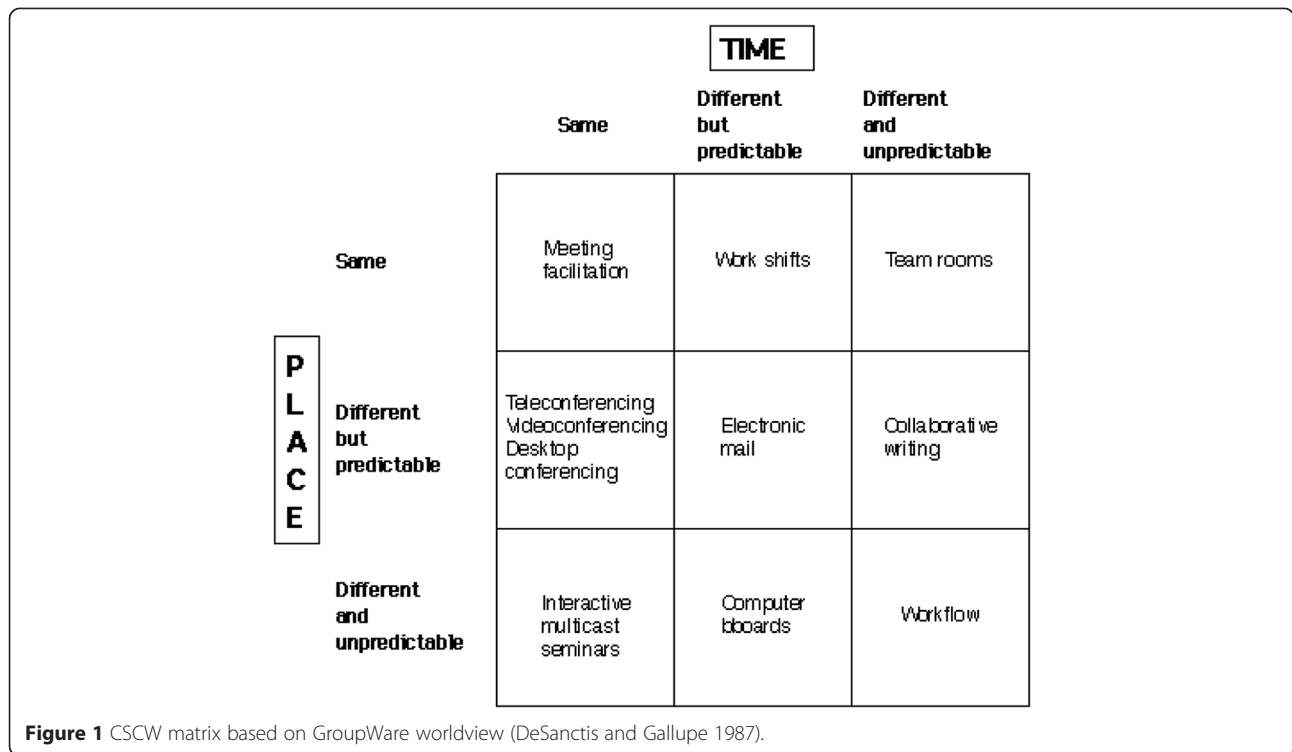 TIME
Same
Different
but
predictable
Different
and
unpredictable
Same
Meeting
facilitation
Work shifts
Team rooms
PLACE
Different
but
predictable
Teleconferencing
Videoconferencing
Desktop
conferencing
Electronic
mail
Collaborative
writing
Different
and
unpredictable
Interactive
multicast
seminars
Computer
bboards
Workflow
Figure 1 CSCW matrix based on GroupWare worldview (DeSanctis and Gallupe 1987).